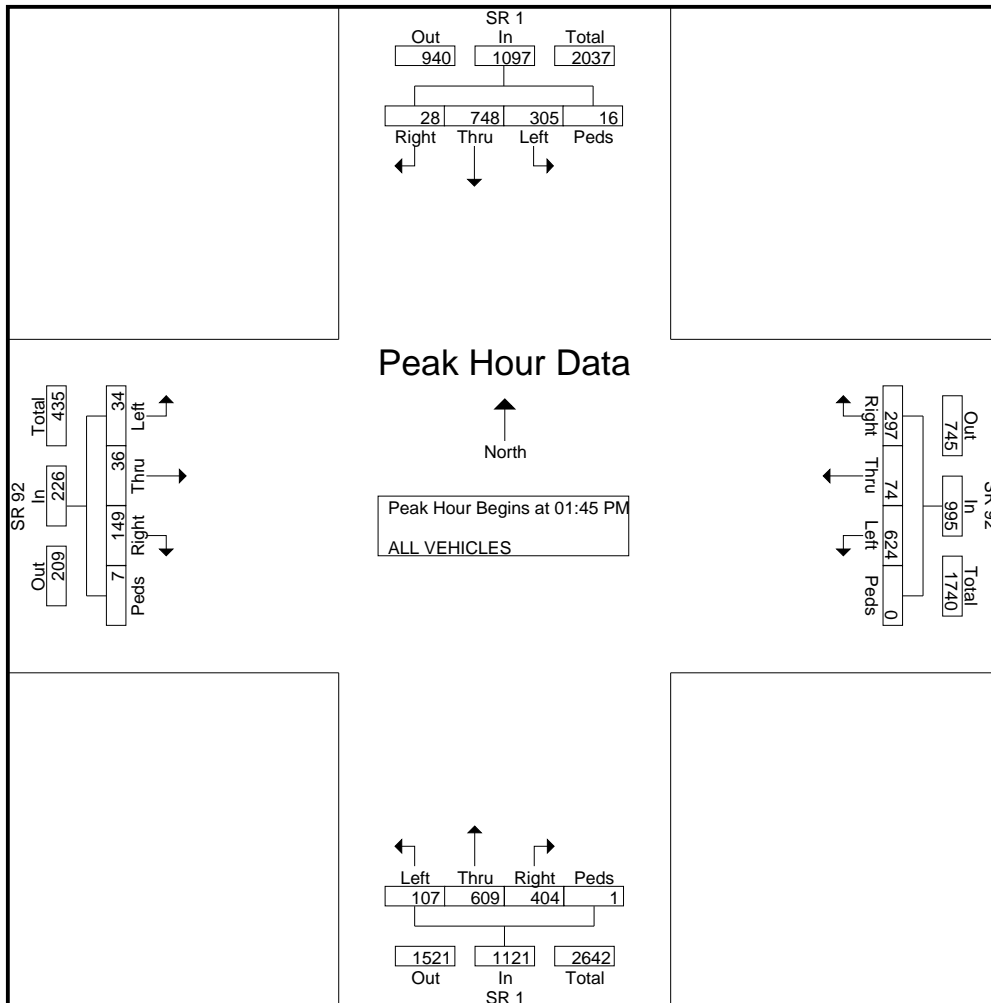 SR 1
Out In Total
940 1097 2037
28 748 305 16
Right Thru Left Peds
Peak Hour Data
North
Peak Hour Begins at 01:45 PM
ALL VEHICLES
SR 92
Total In Out
435 226 209
34 36 149 7
Left Thru Right Peds
SR 92
Out In Total
745 995 1740
297 74 624 0
Right Thru Left Peds
Left Thru Right Peds
107 609 404 1
1521 1121 2642
Out In Total
SR 1